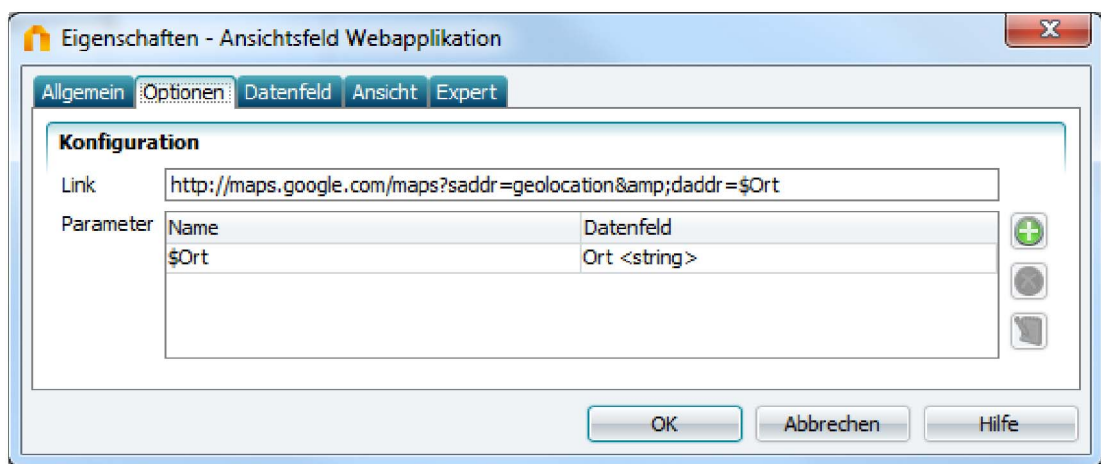 Eigenschaften - Ansichtsfeld Webapplikation
Allgemein Optionen Datenfeld Ansicht Expert
Konfiguration
Link http://maps.google.com/maps?saddr=geolocation&amp;daddr=$Ort
Parameter Name Datenfeld
$Ort Ort <string>
OK Abbrechen Hilfe